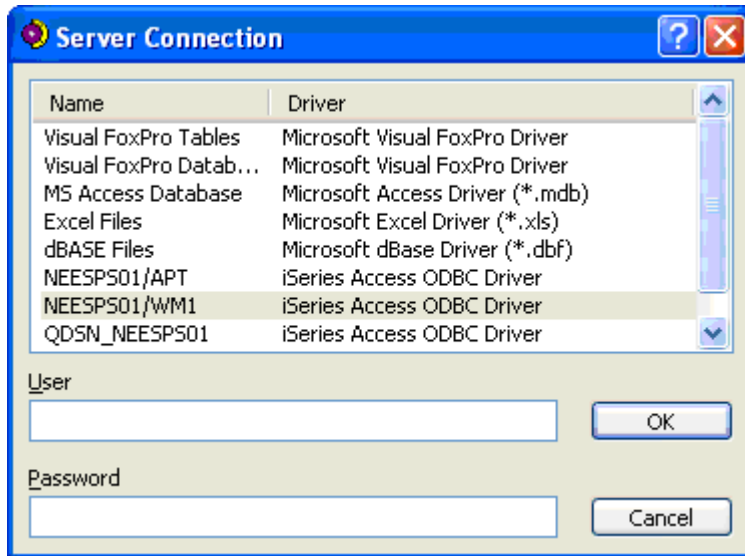 Server Connection
Name Driver
Visual FoxPro Tables Microsoft Visual FoxPro Driver
Visual FoxPro Datab... Microsoft Visual FoxPro Driver
MS Access Database Microsoft Access Driver (*.mdb)
Excel Files Microsoft Excel Driver (*.xls)
dBASE Files Microsoft dBase Driver (*.dbf)
NEESPS01/APT iSeries Access ODBC Driver
NEESPS01/WM1 iSeries Access ODBC Driver
QDSN_NEESPS01 iSeries Access ODBC Driver
User
OK
Password
Cancel